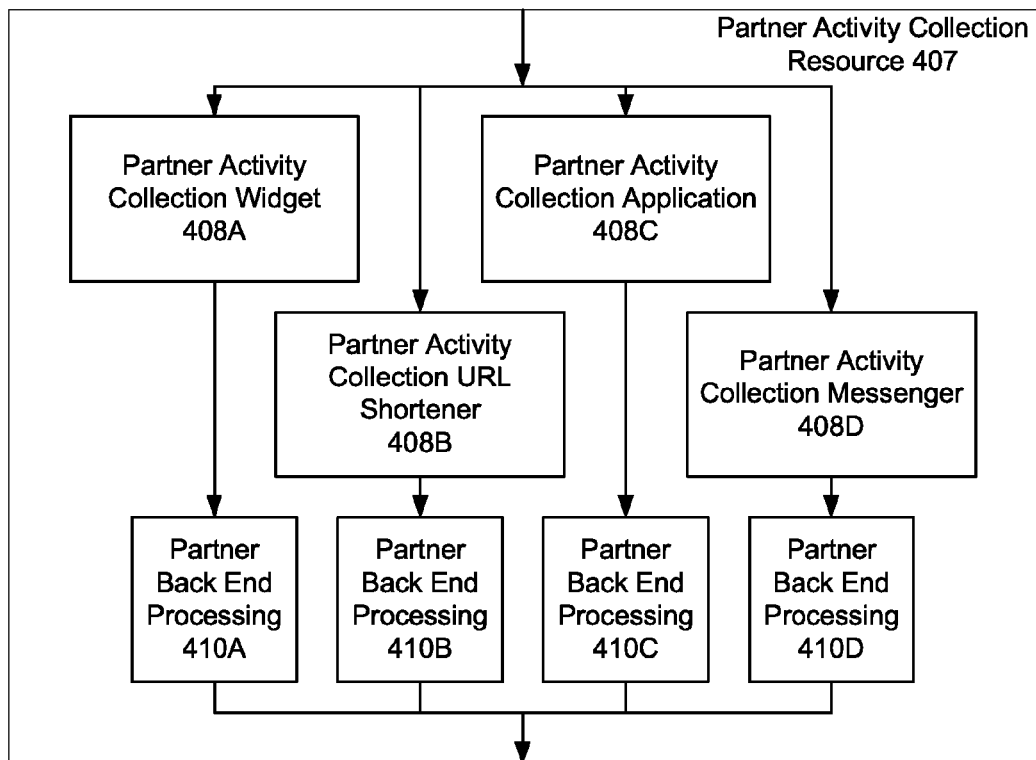 Partner Activity Collection
Resource 407
Partner Activity
Collection Widget
408A
Partner Activity
Collection Application
408C
Partner Activity
Collection URL
Shortener
408B
Partner Activity
Collection Messenger
408D
Partner
Back End
Processing
410A
Partner
Back End
Processing
410B
Partner
Back End
Processing
410C
Partner
Back End
Processing
410D